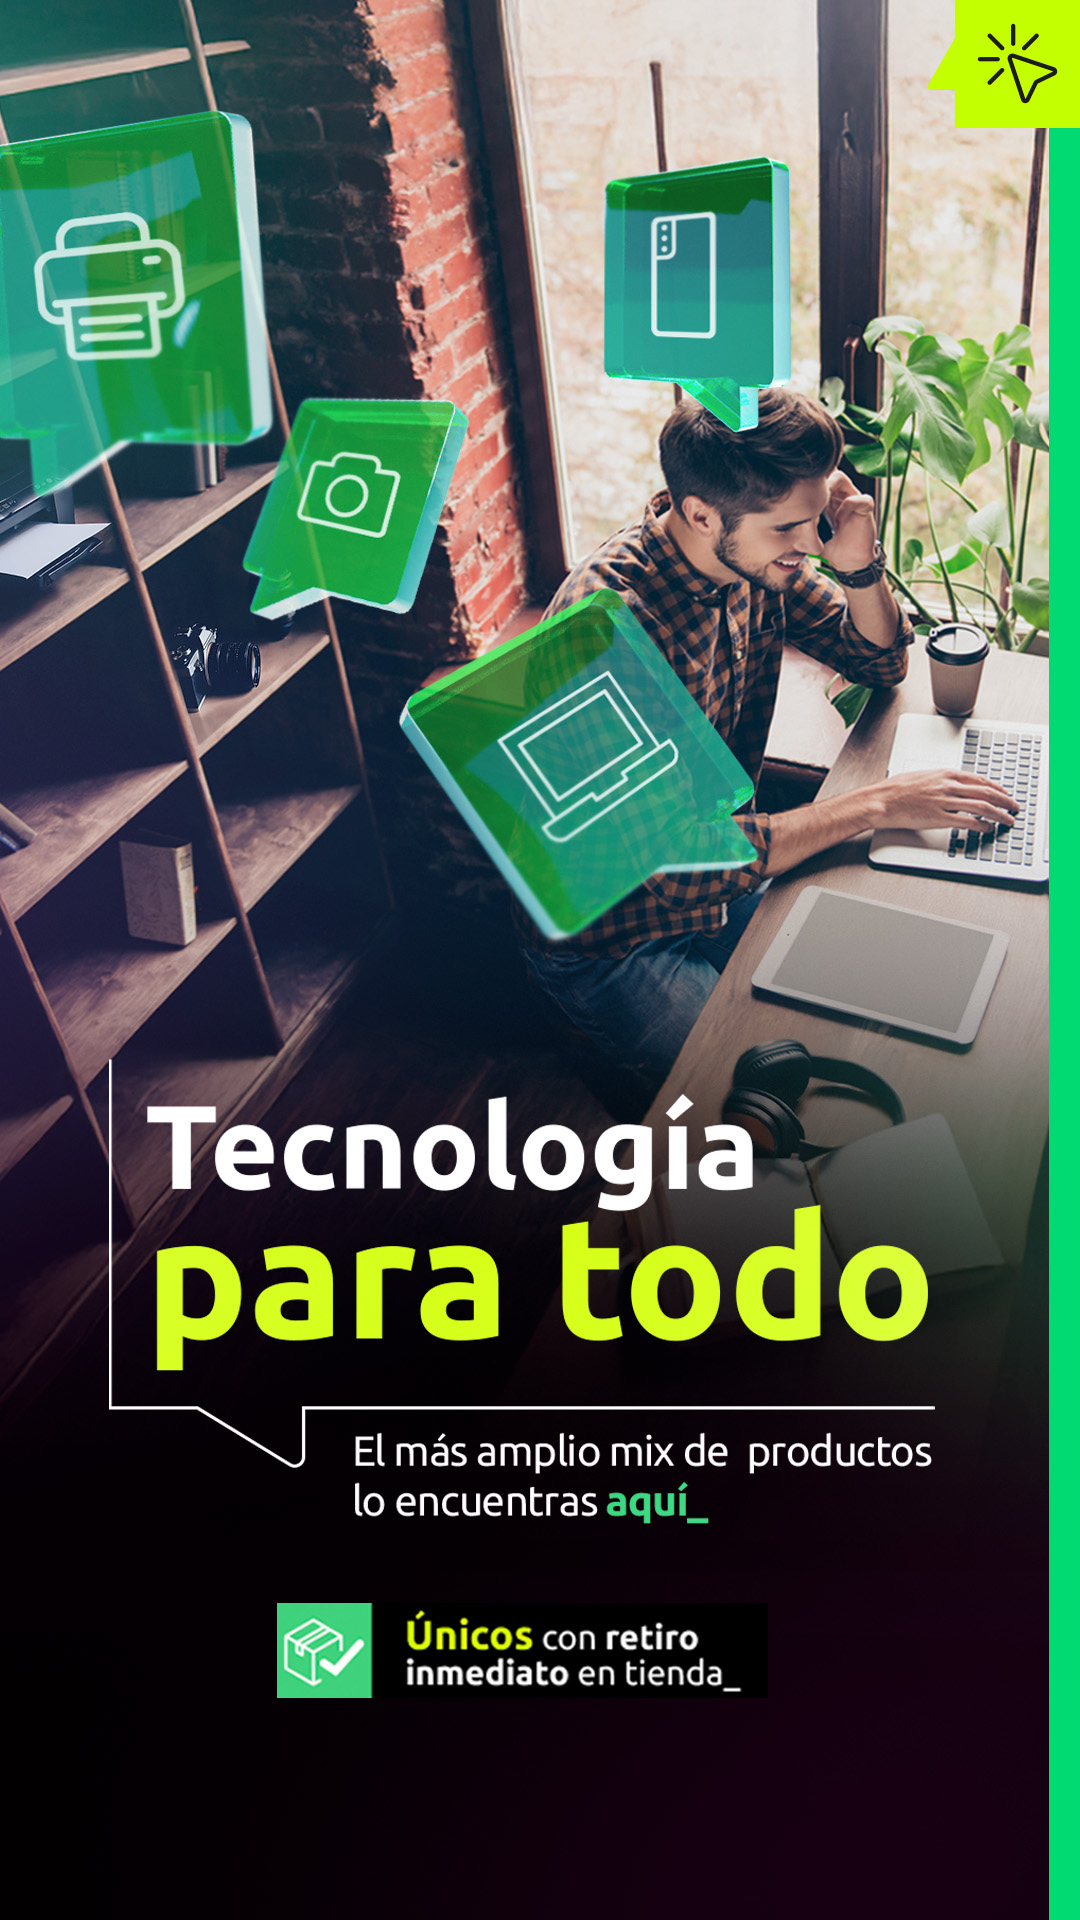 Tecnología
para todo
El más amplio mix de productos
lo encuentras aquí_
Únicos con retiro
inmediato en tienda_